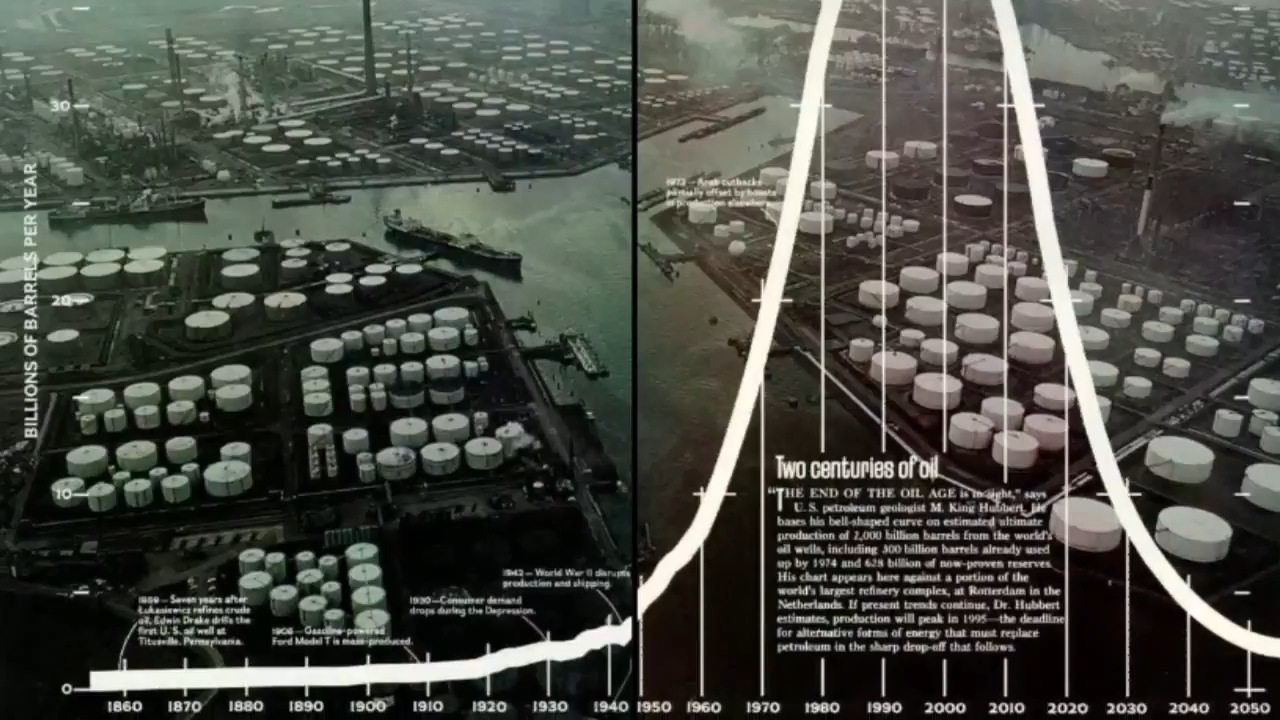 BILLIONS OF BARRELS PER YEAR
30
20
10
0
1859—Seven years after
Łukasiewicz refines crude
oil, Edwin Drake drills the
first U.S. oil well at
Titusville, Pennsylvania.
1908—Gasoline-powered
Ford Model T is mass-produced.
1930—Consumer demand
drops during the Depression.
1942—World War II disrupts
production and shipping.
1973—Arab cutbacks
partially offset by boosts
in production elsewhere.
Two centuries of oil
"THE END OF THE OIL AGE is in sight," says
U.S. petroleum geologist M. King Hubbert. He
bases his bell-shaped curve on estimated ultimate
production of 2,000 billion barrels from the world's
oil wells, including 300 billion barrels already used
up by 1974 and 628 billion of now-proven reserves.
His chart appears here against a portion of the
world's largest refinery complex, at Rotterdam in the
Netherlands. If present trends continue, Dr. Hubbert
estimates, production will peak in 1995—the deadline
for alternative forms of energy that must replace
petroleum in the sharp drop-off that follows.
1860 1870 1880 1890 1900 1910 1920 1930 1940 1950 1960 1970 1980 1990 2000 2010 2020 2030 2040 2050